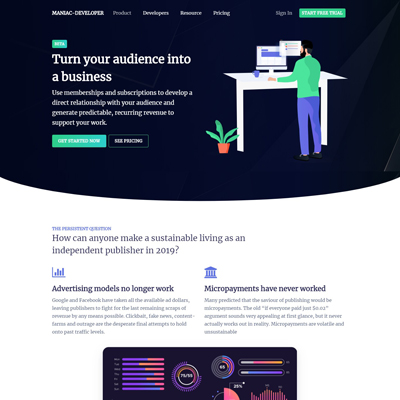 MANIAC-DEVELOPER Product Developers Resource Pricing Sign In START FREE TRIAL
BETA
Turn your audience into
a business
Use memberships and subscriptions to develop a
direct relationship with your audience and
generate predictable, recurring revenue to
support your work.
GET STARTED NOW SEE PRICING
THE PERSISTENT QUESTION
How can anyone make a sustainable living as an
independent publisher in 2019?
Advertising models no longer work
Google and Facebook have taken all the available ad dollars,
leaving publishers to fight for the last remaining scraps of
revenue by any means possible. Clickbait, fake news, content-
farms and outrage are the desperate final attempts to hold
onto past traffic levels.
Micropayments have never worked
Many predicted that the saviour of publishing would be
micropayments. The old "If everyone paid just $0.02"
argument sounds very appealing at first glance, but it never
actually works out in reality. Micropayments are volatile and
unsustainable
Mon
Tue
Wed
Thu
Fri
75/55
65
25%